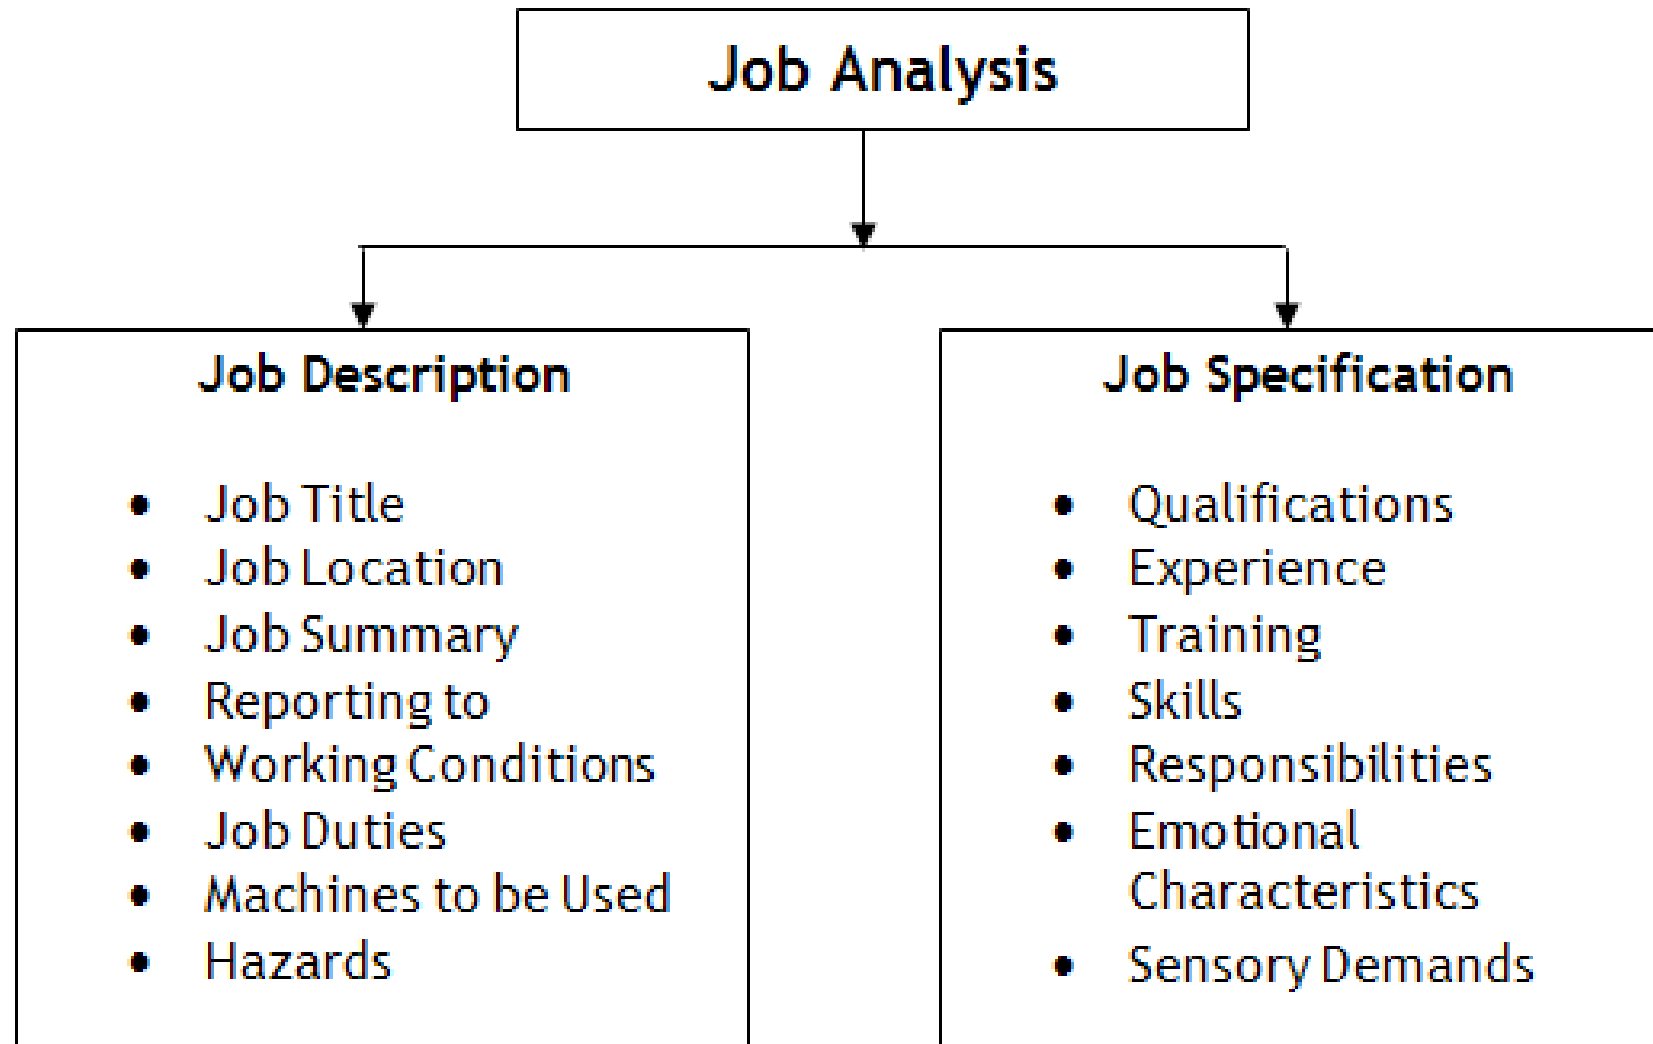 Job Analysis
Job Description
• Job Title
• Job Location
• Job Summary
• Reporting to
• Working Conditions
• Job Duties
• Machines to be Used
• Hazards
Job Specification
• Qualifications
• Experience
• Training
• Skills
• Responsibilities
• Emotional
Characteristics
• Sensory Demands